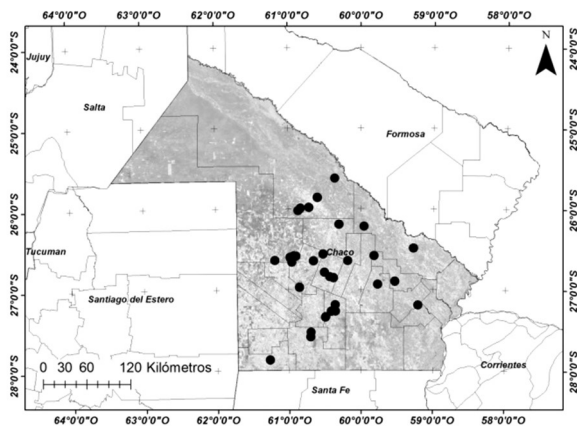 64°0'0"O 63°0'0"O 62°0'0"O 61°0'0"O 60°0'0"O 59°0'0"O 58°0'0"O
24°0'0"S
25°0'0"S
26°0'0"S
27°0'0"S
28°0'0"S
24°0'0"S
25°0'0"S
26°0'0"S
27°0'0"S
28°0'0"S
N
Jujuy
Salta
Formosa
Tucuman
Chaco
Santiago del Estero
Corrientes
Santa Fe
0 30 60 120 Kilómetros
64°0'0"O 63°0'0"O 62°0'0"O 61°0'0"O 60°0'0"O 59°0'0"O 58°0'0"O